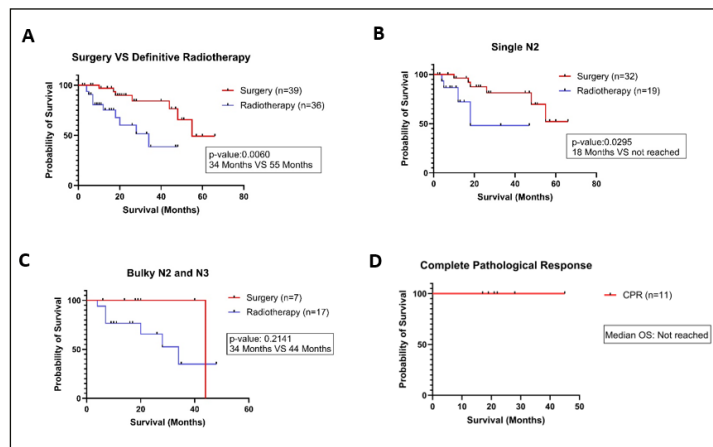 A
Surgery VS Definitive Radiotherapy
Probability of Survival
100
50
0
0 20 40 60 80
Survival (Months)
Surgery (n=39)
Radiotherapy (n=36)
p-value:0.0060
34 Months VS 55 Months
B
Single N2
Probability of Survival
100
50
0
0 20 40 60 80
Survival (Months)
Surgery (n=32)
Radiotherapy (n=19)
p-value:0.0295
18 Months VS not reached
C
Bulky N2 and N3
Probability of Survival
100
50
0
0 20 40 60
Survival (Months)
Surgery (n=7)
Radiotherapy (n=17)
p-value: 0.2141
34 Months VS 44 Months
D
Complete Pathological Response
Probability of Survival
100
50
0
0 10 20 30 40 50
Survival (Months)
CPR (n=11)
Median OS: Not reached